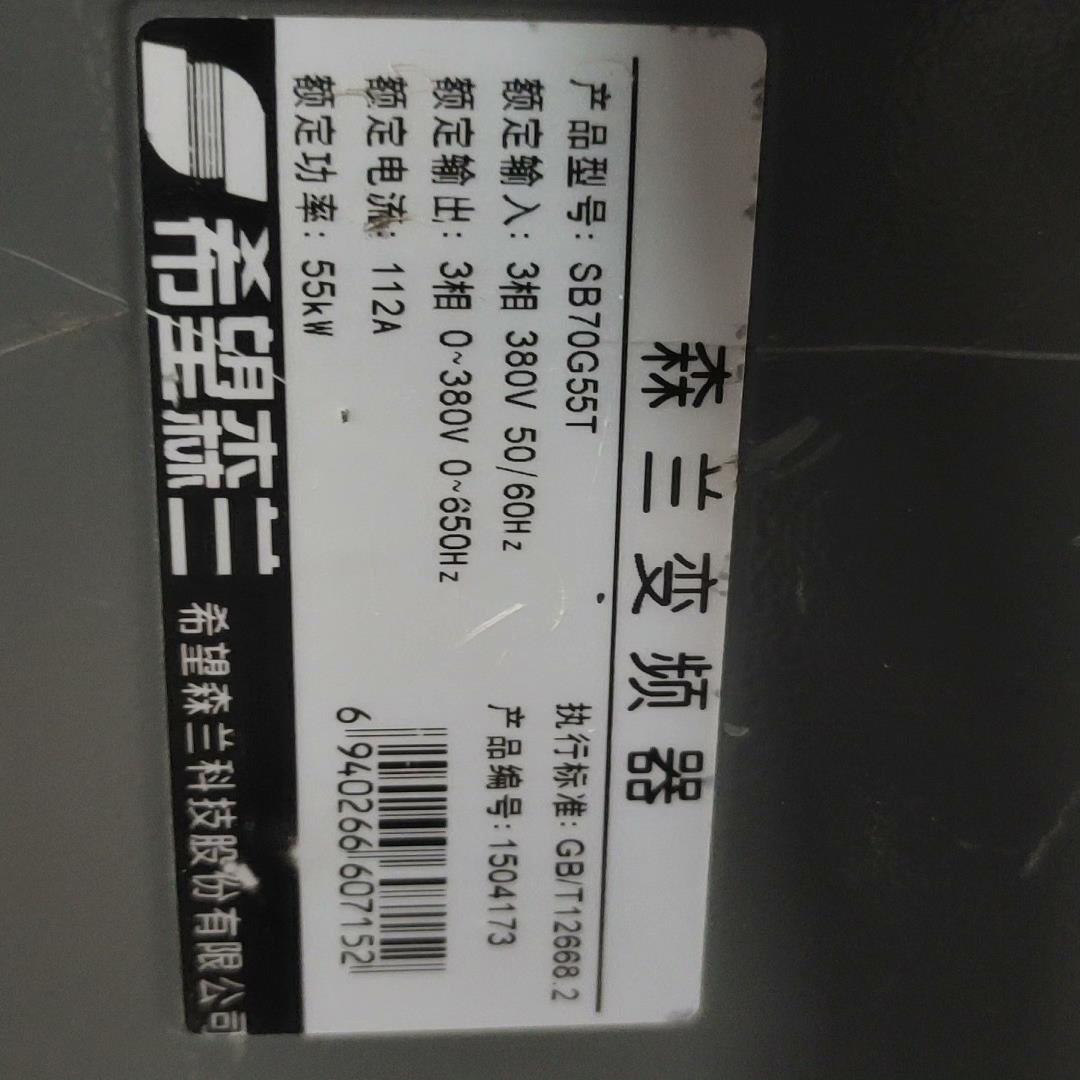 森兰变频器
产品型号: SB70G55T
执行标准: GB/T12668.2
额定输入: 3相 380V 50/60Hz
产品编号: 1504173
额定输出: 3相 0~380V 0~650Hz
额定电流: 112A
额定功率: 55kW
6 940266 607152
希望森兰 希望森兰科技股份有限公司